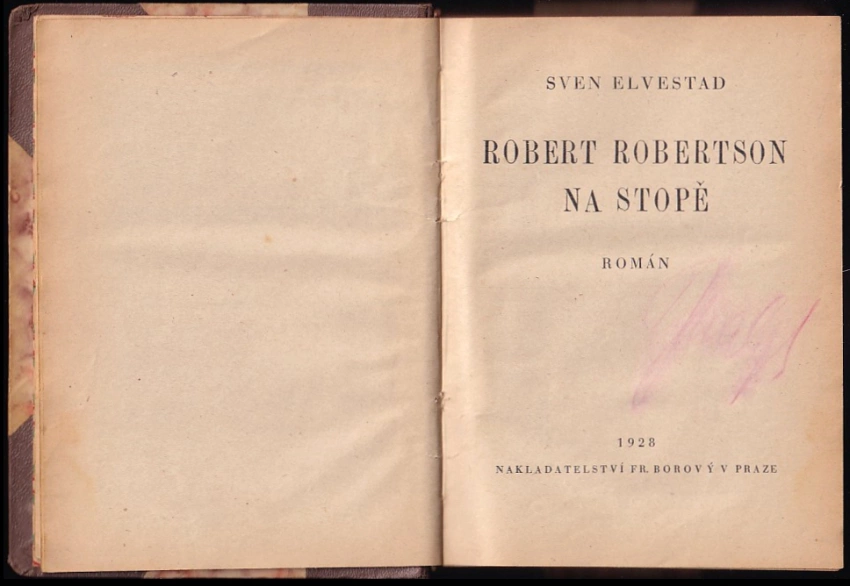 SVEN ELVESTAD
ROBERT ROBERTSON
NA STOPĚ
ROMÁN
1928
NAKLADATELSTVÍ FR. BOROVÝ V PRAZE